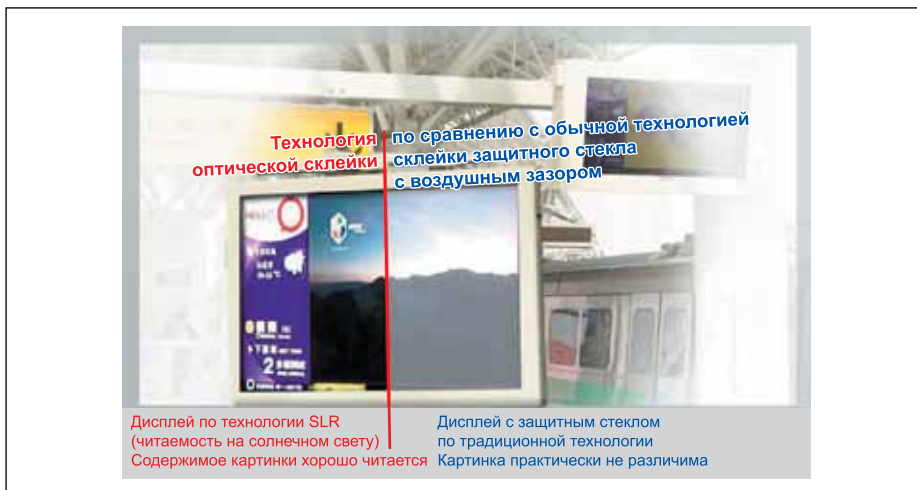 Технология
оптической склейки
по сравнению с обычной технологией
склейки защитного стекла
с воздушным зазором
2
Дисплей по технологии SLR
(читаемость на солнечном свету)
Содержимое картинки хорошо читается
Дисплей с защитным стеклом
по традиционной технологии
Картинка практически не различима